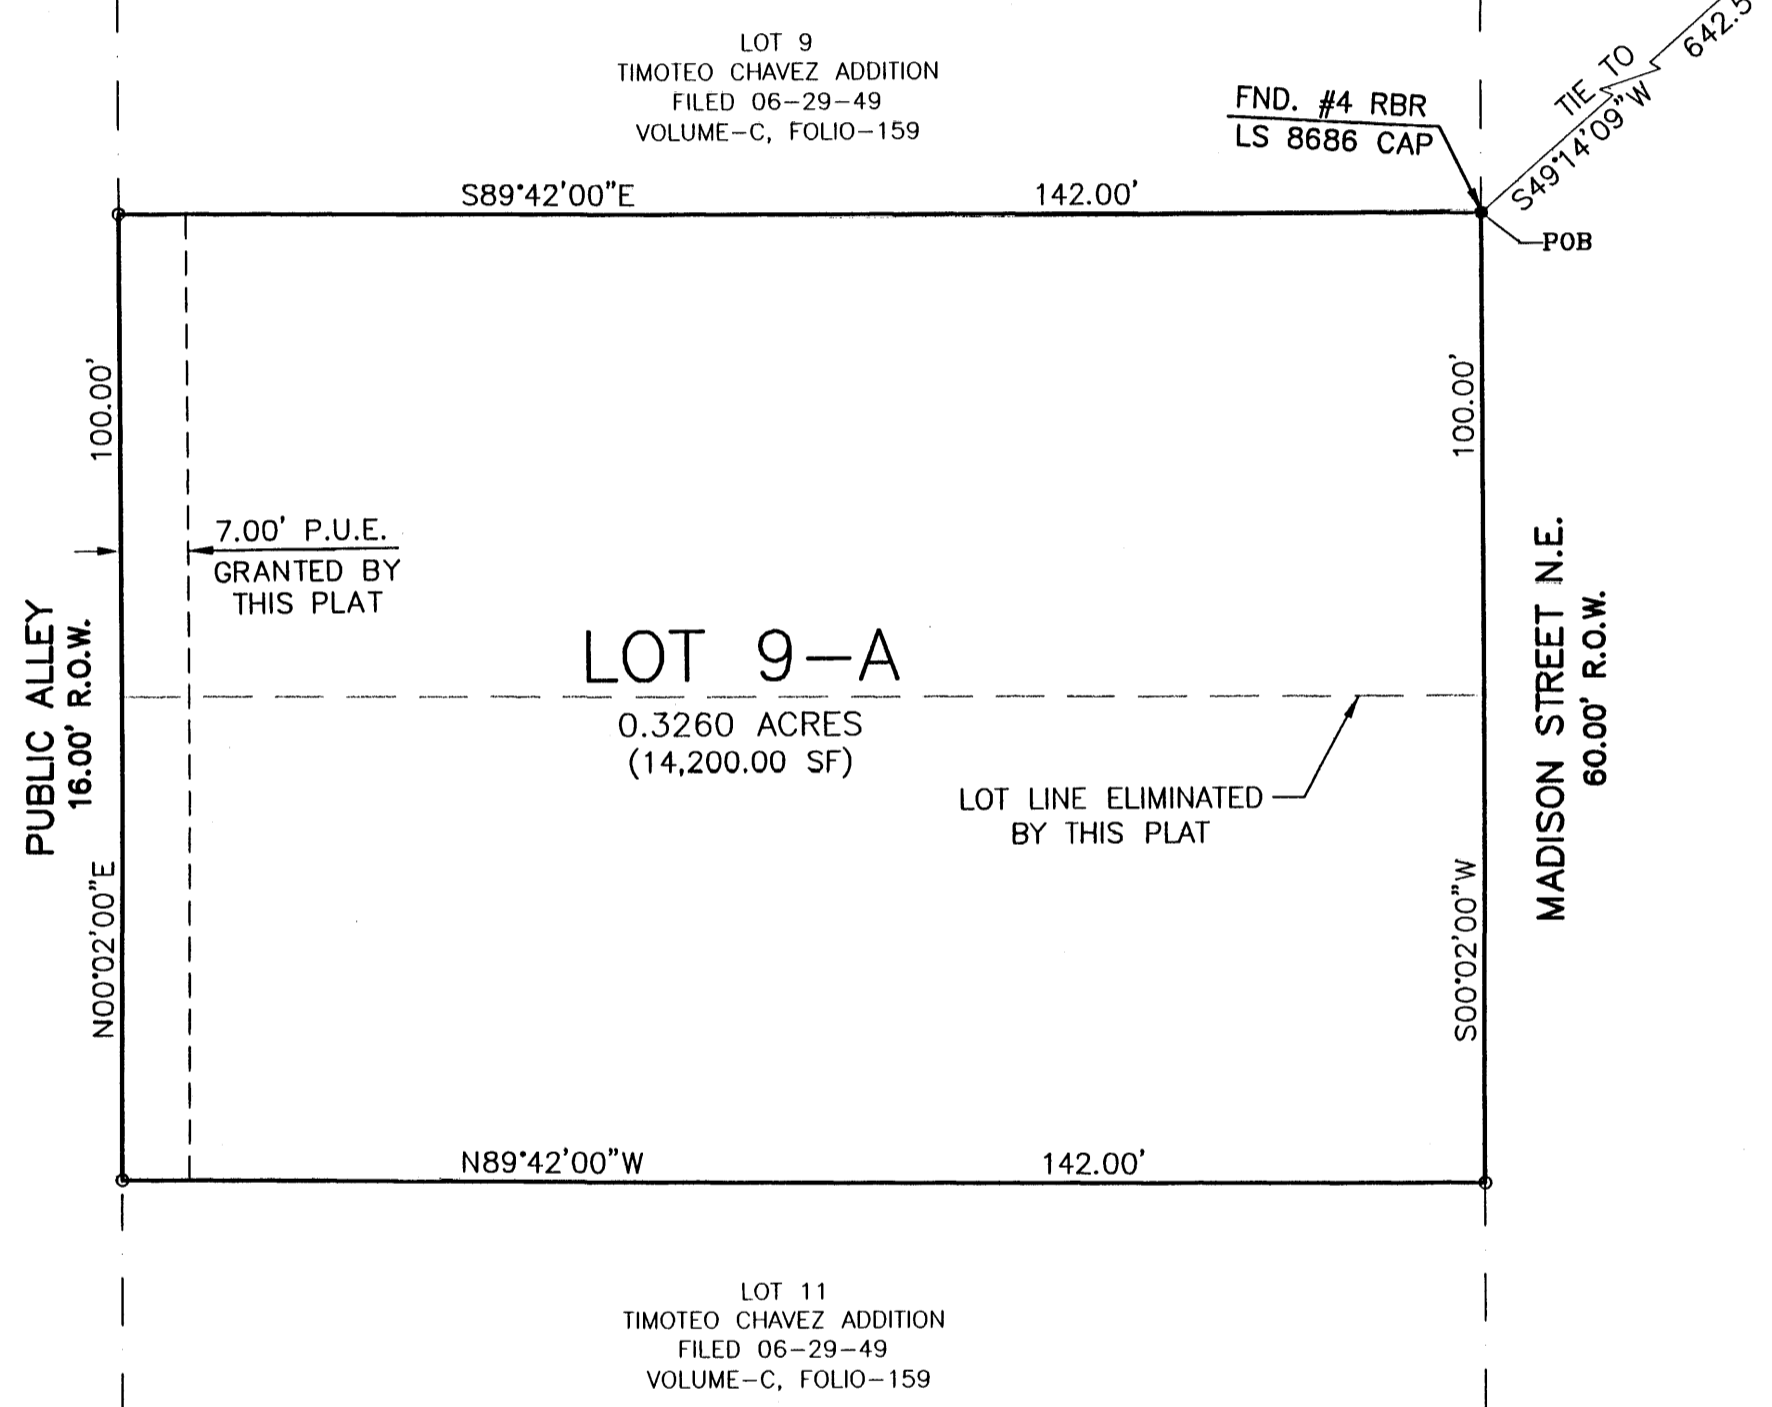 LOT 9
TIMOTEO CHAVEZ ADDITION
FILED 06-29-49
VOLUME-C, FOLIO-159
FND. #4 RBR
LS 8686 CAP
TIE TO
642.5
S49°14'09"W
POB
S89°42'00"E
142.00'
100.00'
100.00'
7.00' P.U.E.
GRANTED BY
THIS PLAT
PUBLIC ALLEY
16.00' R.O.W.
MADISON STREET N.E.
60.00' R.O.W.
LOT 9-A
0.3260 ACRES
(14,200.00 SF)
LOT LINE ELIMINATED
BY THIS PLAT
N00°02'00"E
S00°02'00"W
N89°42'00"W
142.00'
LOT 11
TIMOTEO CHAVEZ ADDITION
FILED 06-29-49
VOLUME-C, FOLIO-159